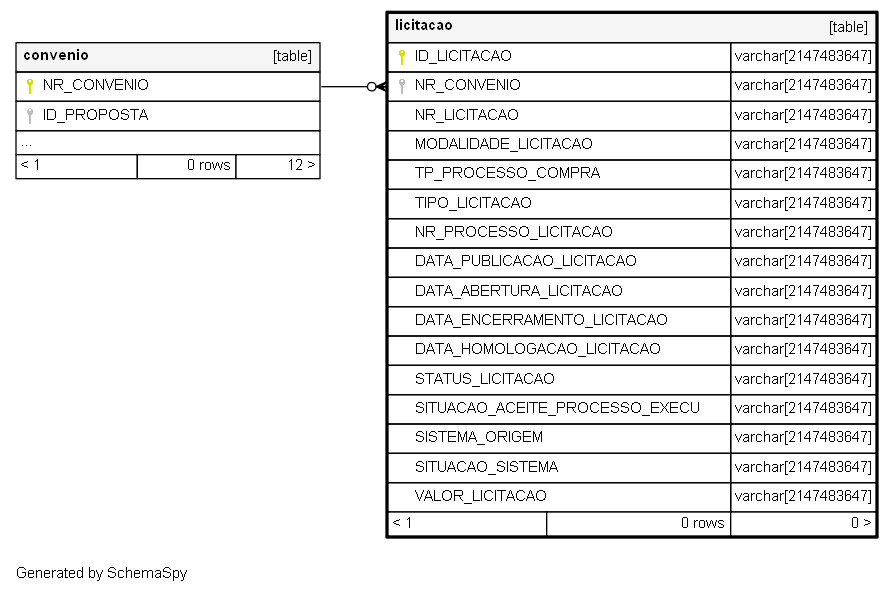 convenio [table]
NR_CONVENIO
ID_PROPOSTA
...
< 1 0 rows 12 >
licitacao [table]
ID_LICITACAO varchar[2147483647]
NR_CONVENIO varchar[2147483647]
NR_LICITACAO varchar[2147483647]
MODALIDADE_LICITACAO varchar[2147483647]
TP_PROCESSO_COMPRA varchar[2147483647]
TIPO_LICITACAO varchar[2147483647]
NR_PROCESSO_LICITACAO varchar[2147483647]
DATA_PUBLICACAO_LICITACAO varchar[2147483647]
DATA_ABERTURA_LICITACAO varchar[2147483647]
DATA_ENCERRAMENTO_LICITACAO varchar[2147483647]
DATA_HOMOLOGACAO_LICITACAO varchar[2147483647]
STATUS_LICITACAO varchar[2147483647]
SITUACAO_ACEITE_PROCESSO_EXECU varchar[2147483647]
SISTEMA_ORIGEM varchar[2147483647]
SITUACAO_SISTEMA varchar[2147483647]
VALOR_LICITACAO varchar[2147483647]
< 1 0 rows 0 >
Generated by SchemaSpy